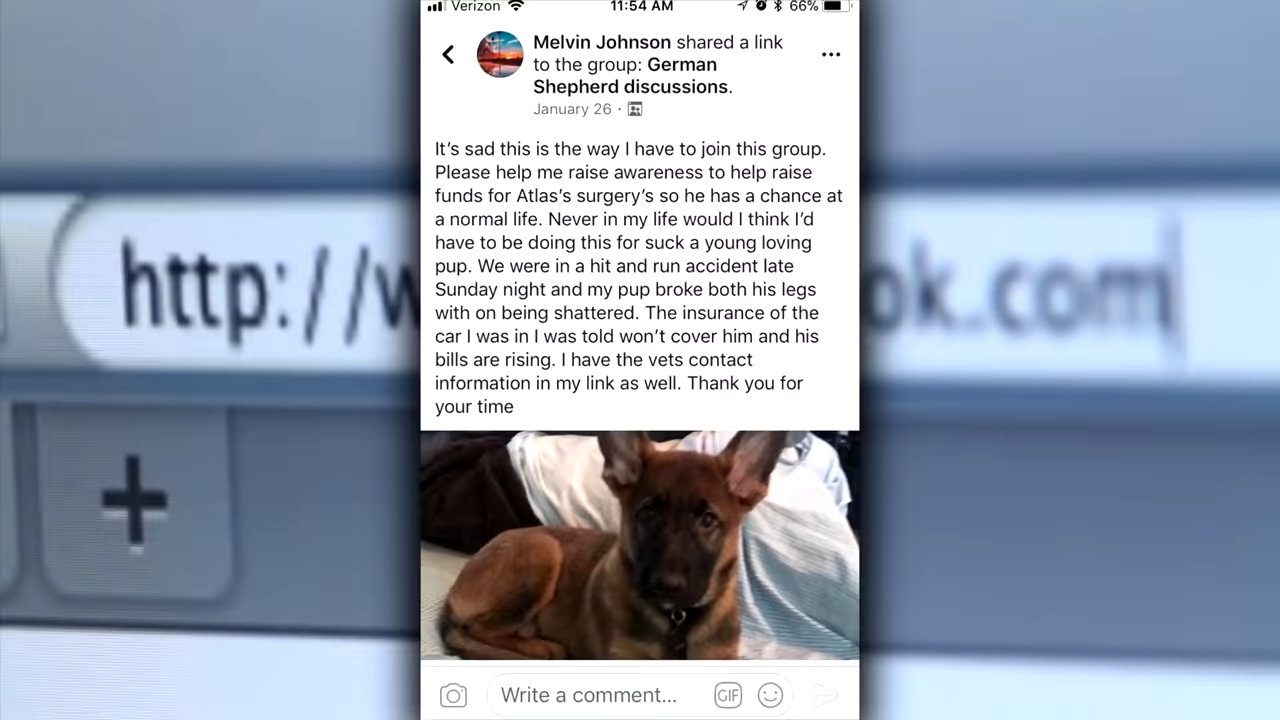 Verizon 11:54 AM 66%
Melvin Johnson shared a link
to the group: German
Shepherd discussions.
January 26 ·
It's sad this is the way I have to join this group.
Please help me raise awareness to help raise
funds for Atlas's surgery's so he has a chance at
a normal life. Never in my life would I think I'd
have to be doing this for suck a young loving
pup. We were in a hit and run accident late
Sunday night and my pup broke both his legs
with on being shattered. The insurance of the
car I was in I was told won't cover him and his
bills are rising. I have the vets contact
information in my link as well. Thank you for
your time
http://w
ok.com
Write a comment...
GIF